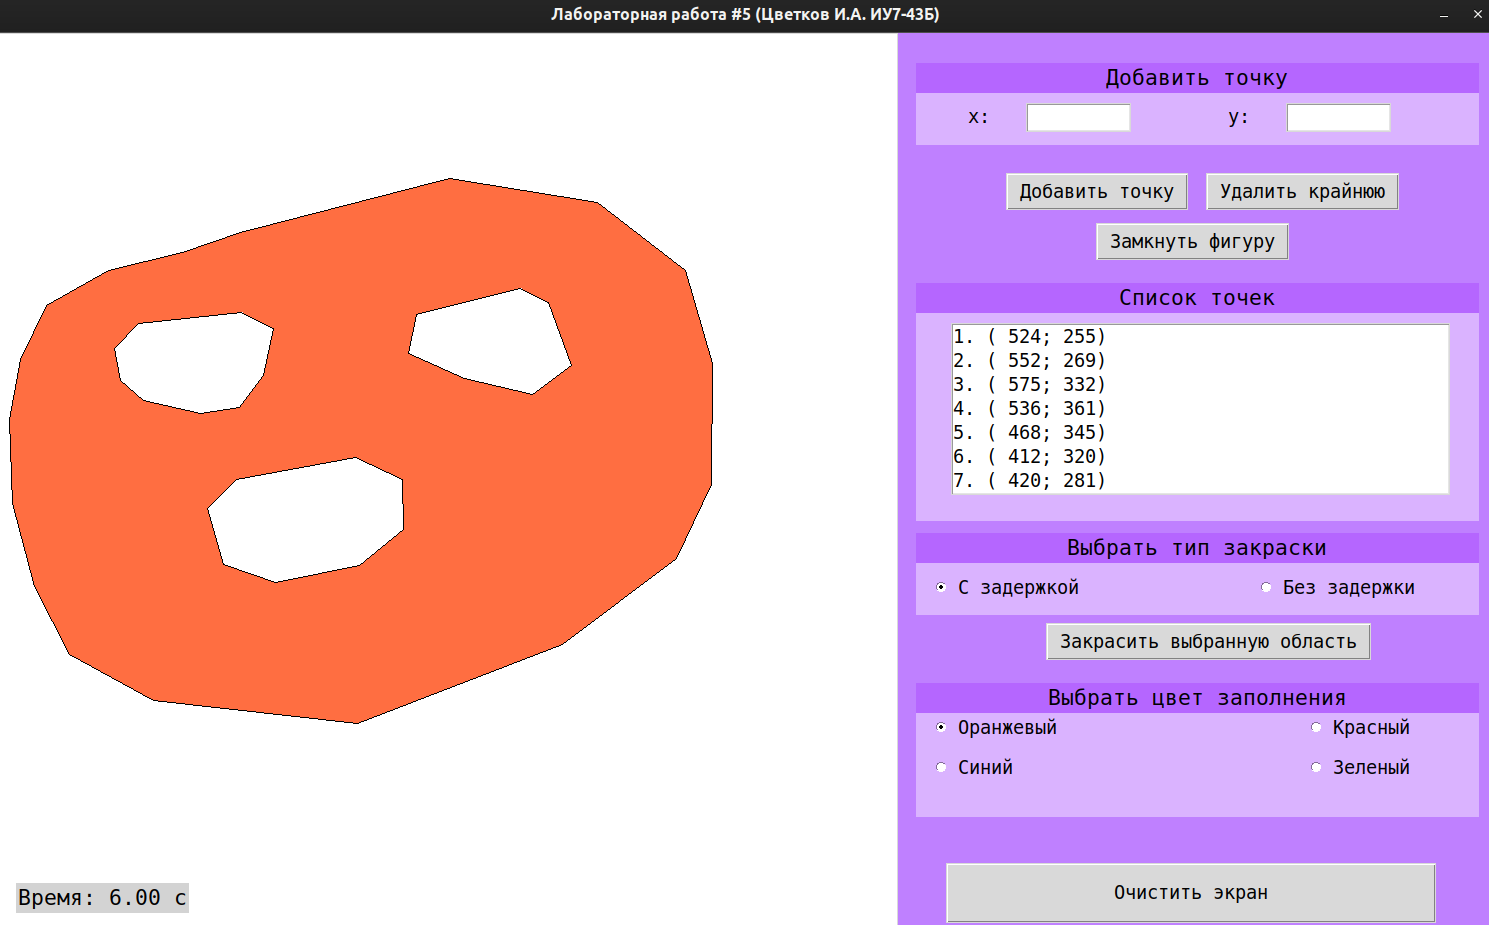 Лабораторная работа #5 (Цветков И.А. ИУ7-43Б)
Добавить точку
x: y:
Добавить точку Удалить крайнюю
Замкнуть фигуру
Список точек
1. ( 524; 255)
2. ( 552; 269)
3. ( 575; 332)
4. ( 536; 361)
5. ( 468; 345)
6. ( 412; 320)
7. ( 420; 281)
Выбрать тип закраски
С задержкой Без задержки
Закрасить выбранную область
Выбрать цвет заполнения
Оранжевый Красный
Синий Зеленый
Очистить экран
Время: 6.00 с